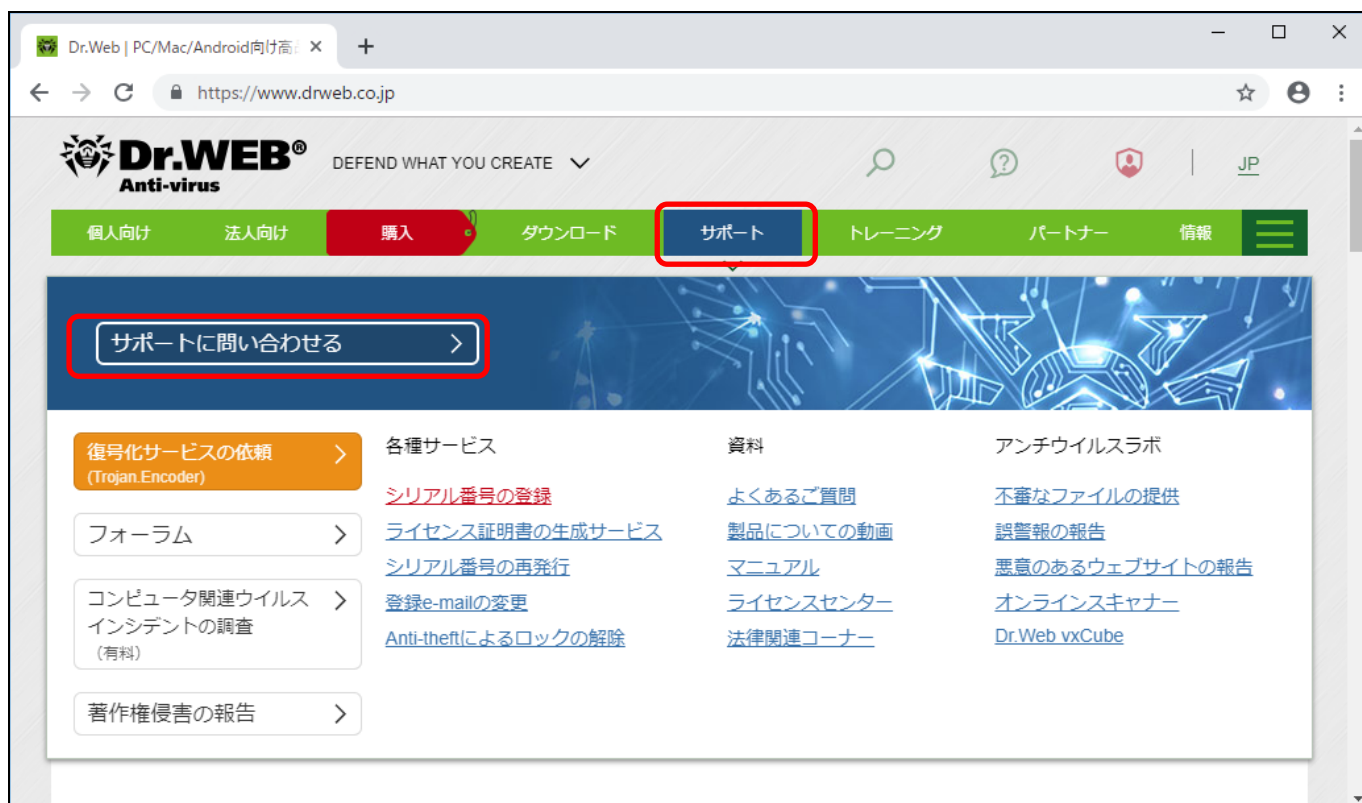 Dr.Web | PC/Mac/Android向け高
https://www.drweb.co.jp
Dr.WEB®
Anti-virus
DEFEND WHAT YOU CREATE
JP
個人向け 法人向け 購入 ダウンロード サポート トレーニング パートナー 情報
サポートに問い合わせる
復号化サービスの依頼
(Trojan.Encoder)
フォーラム
コンピュータ関連ウイルス
インシデントの調査
（有料）
著作権侵害の報告
各種サービス
シリアル番号の登録
ライセンス証明書の生成サービス
シリアル番号の再発行
登録e-mailの変更
Anti-theftによるロックの解除
資料
よくあるご質問
製品についての動画
マニュアル
ライセンスセンター
法律関連コーナー
アンチウイルスラボ
不審なファイルの提供
誤警報の報告
悪意のあるウェブサイトの報告
オンラインスキャナー
Dr.Web vxCube